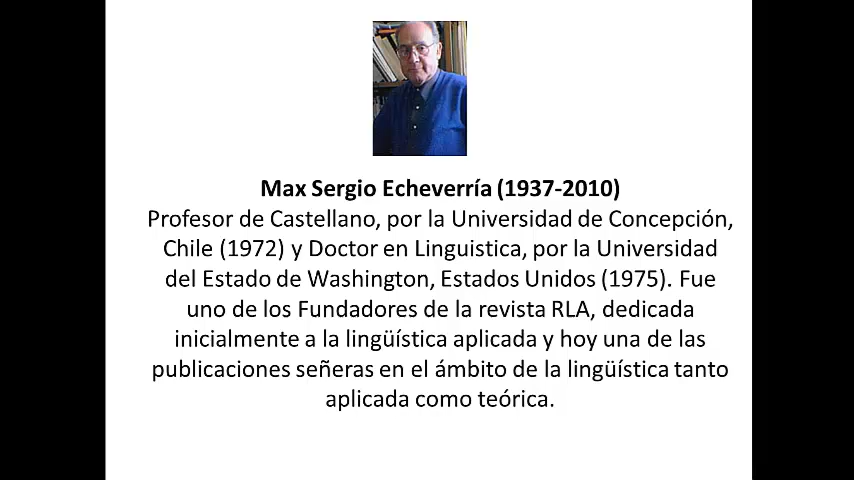 Max Sergio Echeverría (1937-2010)
Profesor de Castellano, por la Universidad de Concepción,
Chile (1972) y Doctor en Linguistica, por la Universidad
del Estado de Washington, Estados Unidos (1975). Fue
uno de los Fundadores de la revista RLA, dedicada
inicialmente a la lingüística aplicada y hoy una de las
publicaciones señeras en el ámbito de la lingüística tanto
aplicada como teórica.